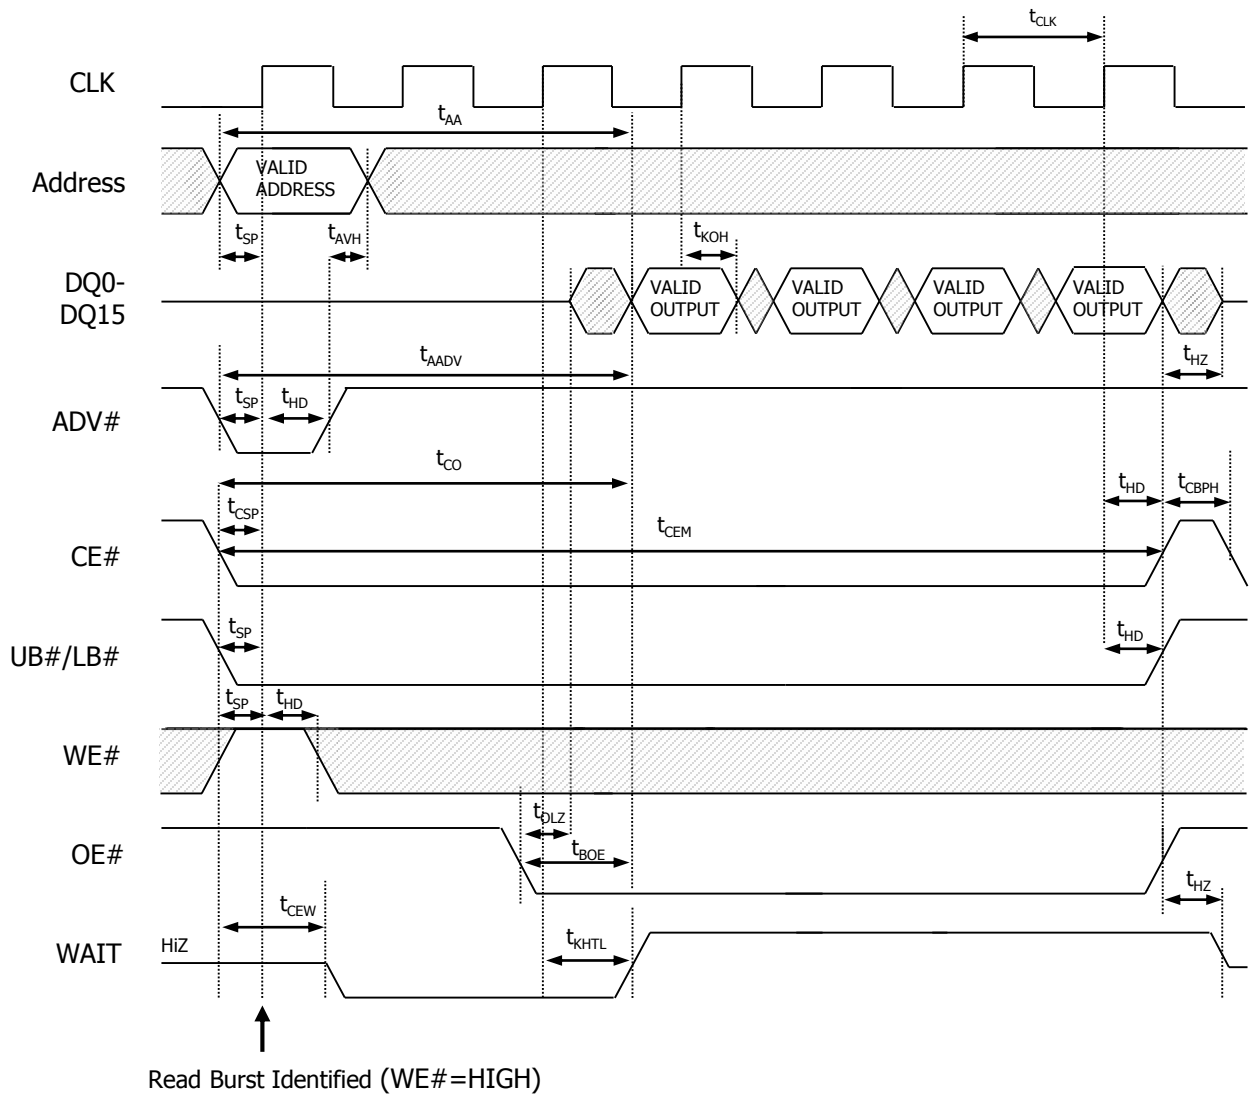 tCLK
CLK
tAA
Address
VALID
ADDRESS
tSP
tAVH
tKOH
DQ0-
DQ15
VALID
OUTPUT
VALID
OUTPUT
VALID
OUTPUT
VALID
OUTPUT
tAADV
tHZ
ADV#
tSP
tHD
tCO
tCSP
tHD
tCBPH
CE#
tCEM
UB#/LB#
tSP
tHD
tSP
tHD
WE#
tOLZ
OE#
tBOE
tHZ
tCEW
WAIT
HiZ
tKHTL
Read Burst Identified (WE#=HIGH)